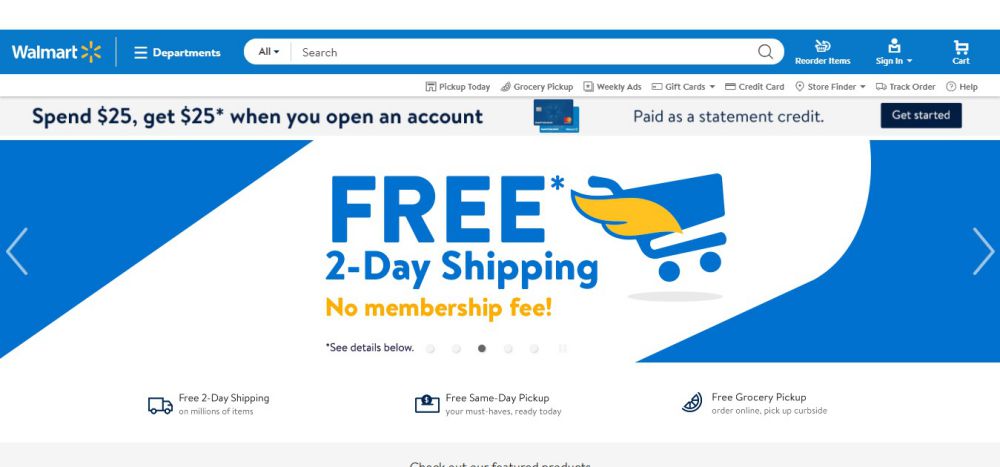 Walmart
Departments
All
Search
Reorder Items
Sign In
Cart
Pickup Today
Grocery Pickup
Weekly Ads
Gift Cards
Credit Card
Store Finder
Track Order
Help
Spend $25, get $25* when you open an account
Paid as a statement credit.
Get started
FREE*
2-Day Shipping
No membership fee!
*See details below.
Free 2-Day Shipping
on millions of items
Free Same-Day Pickup
your must-haves, ready today
Free Grocery Pickup
order online, pick up curbside
Check out our featured products